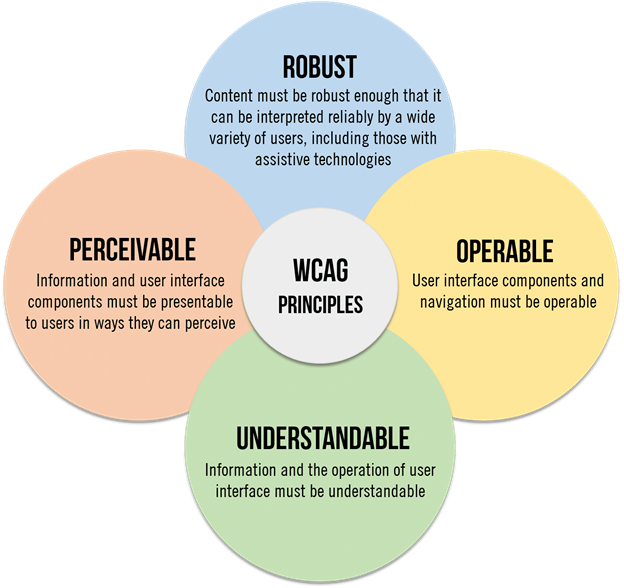 ROBUST
Content must be robust enough that it
can be interpreted reliably by a wide
variety of users, including those with
assistive technologies
PERCEIVABLE
Information and user interface
components must be presentable
to users in ways they can perceive
WCAG
PRINCIPLES
OPERABLE
User interface components and
navigation must be operable
UNDERSTANDABLE
Information and the operation of user
interface must be understandable